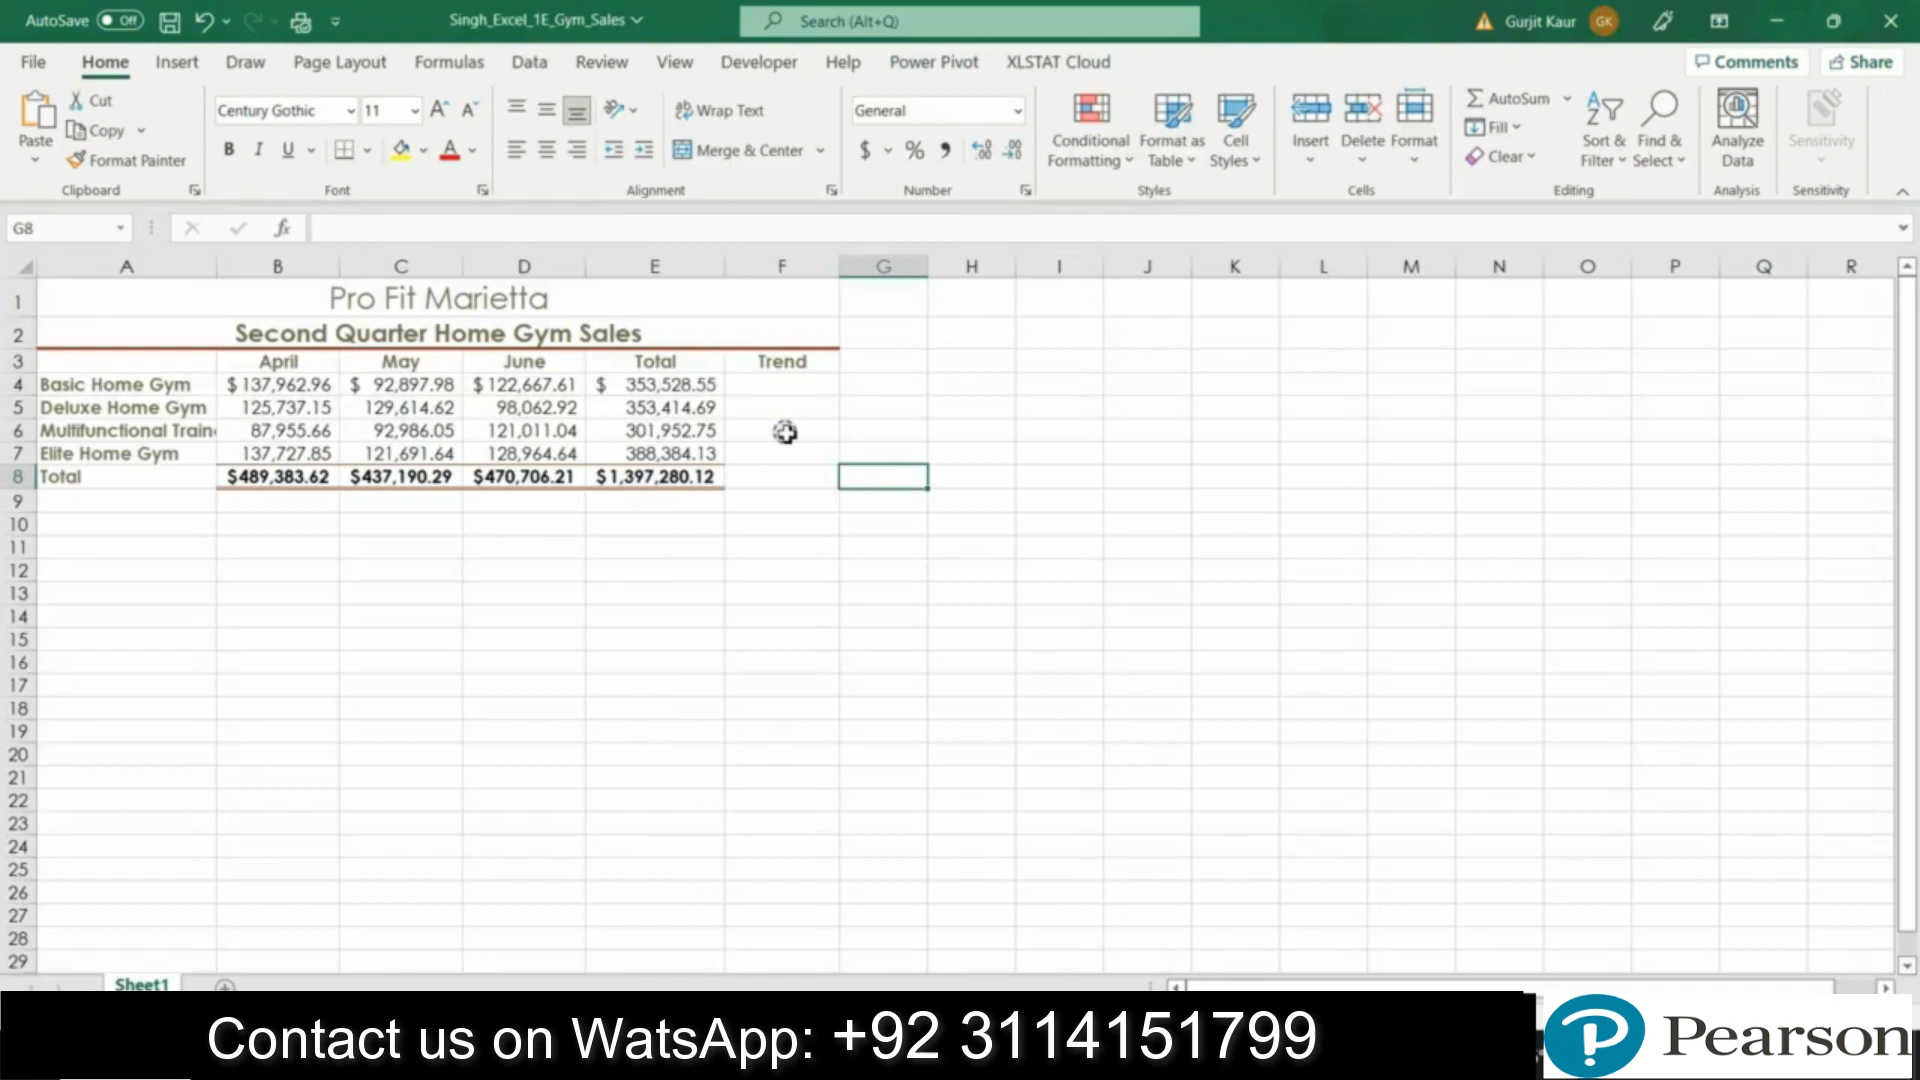 AutoSave Off Singh_Excel_1E_Gym_Sales Search (Alt+Q) Gurjit Kaur GK
File Home Insert Draw Page Layout Formulas Data Review View Developer Help Power Pivot XLSTAT Cloud Comments Share
Paste Cut Copy Format Painter Clipboard
Century Gothic 11 A A B I U A Font
Wrap Text Merge & Center Alignment
General $ % Number
Conditional Formatting Format as Table Cell Styles Styles
Insert Delete Format Cells
AutoSum Fill Clear Sort & Filter Find & Select Editing
Analyze Data Analysis
Sensitivity Sensitivity
G8 fx
A B C D E F G H I J K L M N O P Q R
1 Pro Fit Marietta
2 Second Quarter Home Gym Sales
3 April May June Total Trend
4 Basic Home Gym $ 137,962.96 $ 92,897.98 $ 122,667.61 $ 353,528.55
5 Deluxe Home Gym 125,737.15 129,614.62 98,062.92 353,414.69
6 Multifunctional Train 87,955.66 92,986.05 121,011.04 301,952.75
7 Elite Home Gym 137,727.85 121,691.64 128,964.64 388,384.13
8 Total $489,383.62 $437,190.29 $470,706.21 $1,397,280.12
9
10
11
12
13
14
15
16
17
18
19
20
21
22
23
24
25
26
27
28
29
Sheet1
Contact us on WatsApp: +92 3114151799
Pearson